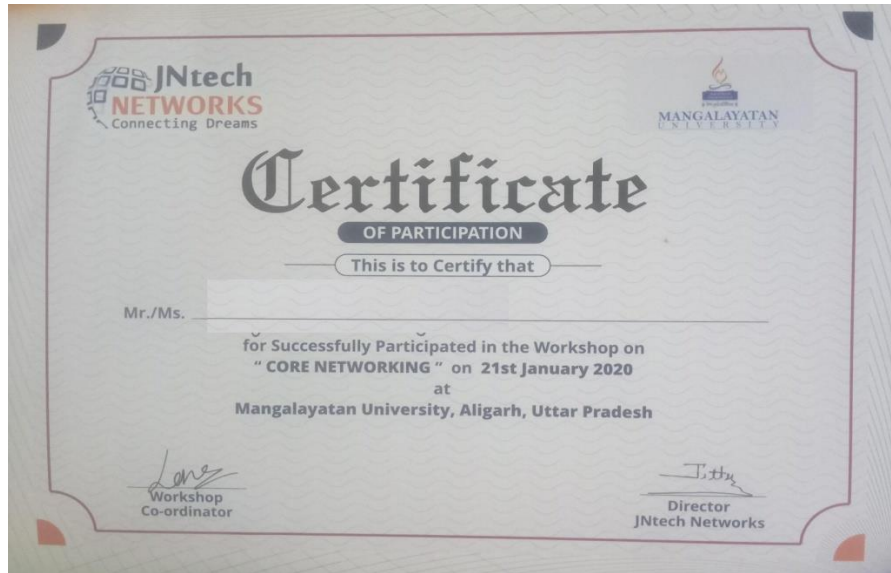 JNtech
NETWORKS
Connecting Dreams
MANGALAYATAN
UNIVERSITY
Certificate
OF PARTICIPATION
This is to Certify that
Mr./Ms.
for Successfully Participated in the Workshop on
“ CORE NETWORKING “ on 21st January 2020
at
Mangalayatan University, Aligarh, Uttar Pradesh
Workshop
Co-ordinator
Director
JNtech Networks